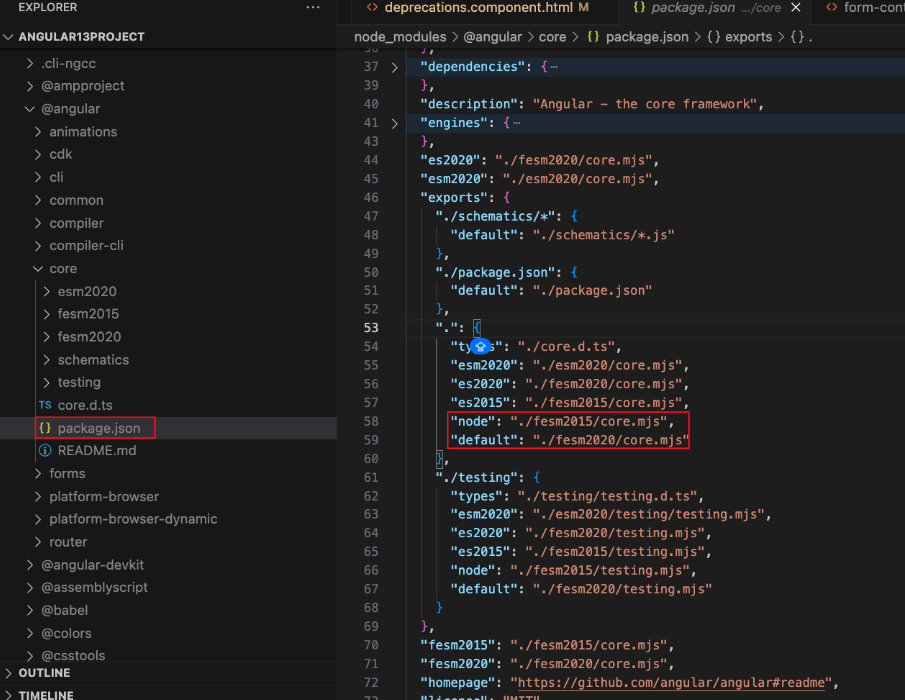 EXPLORER
···
ANGULAR13PROJECT
.cli-ngcc
@ampproject
@angular
animations
cdk
cli
common
compiler
compiler-cli
core
esm2020
fesm2015
fesm2020
schematics
testing
TS core.d.ts
{} package.json
README.md
forms
platform-browser
platform-browser-dynamic
router
@angular-devkit
@assemblyscript
@babel
@colors
@csstools
OUTLINE
TIMELINE
<> deprecations.component.html M
{} package.json .../core ×
<> form-cont
node_modules > @angular > core > {} package.json > {} exports > {} .
36 },
37 "dependencies": {···
39 },
40 "description": "Angular - the core framework",
41 "engines": {···
43 },
44 "es2020": "./fesm2020/core.mjs",
45 "esm2020": "./esm2020/core.mjs",
46 "exports": {
47 "./schematics/*": {
48 "default": "./schematics/*.js"
49 },
50 "./package.json": {
51 "default": "./package.json"
52 },
53 ".": {
54 "types": "./core.d.ts",
55 "esm2020": "./esm2020/core.mjs",
56 "es2020": "./fesm2020/core.mjs",
57 "es2015": "./fesm2015/core.mjs",
58 "node": "./fesm2015/core.mjs",
59 "default": "./fesm2020/core.mjs"
60 },
61 "./testing": {
62 "types": "./testing/testing.d.ts",
63 "esm2020": "./esm2020/testing/testing.mjs",
64 "es2020": "./fesm2020/testing.mjs",
65 "es2015": "./fesm2015/testing.mjs",
66 "node": "./fesm2015/testing.mjs",
67 "default": "./fesm2020/testing.mjs"
68 }
69 },
70 "fesm2015": "./fesm2015/core.mjs",
71 "fesm2020": "./fesm2020/core.mjs",
72 "homepage": "https://github.com/angular/angular#readme",
73 "license": "MIT",